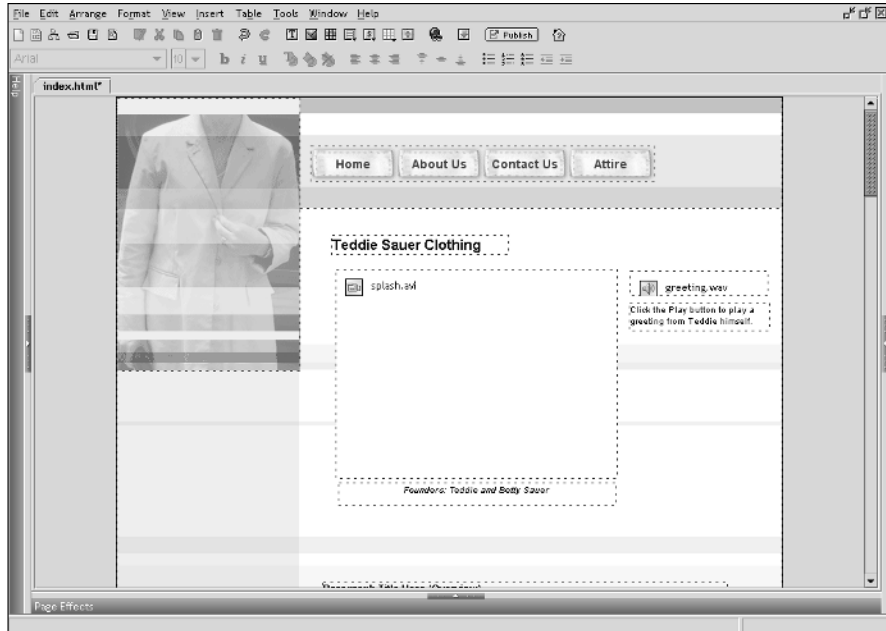 File Edit Arrange Format View Insert Table Tools Window Help
Publish
Arial 10 b i u
Help
index.html*
Home About Us Contact Us Attire
Teddie Sauer Clothing
splash.avi
greeting.wav
Click the Play button to play a
greeting from Teddie himself.
Founders: Teddie and Betty Sauer
Page Effects